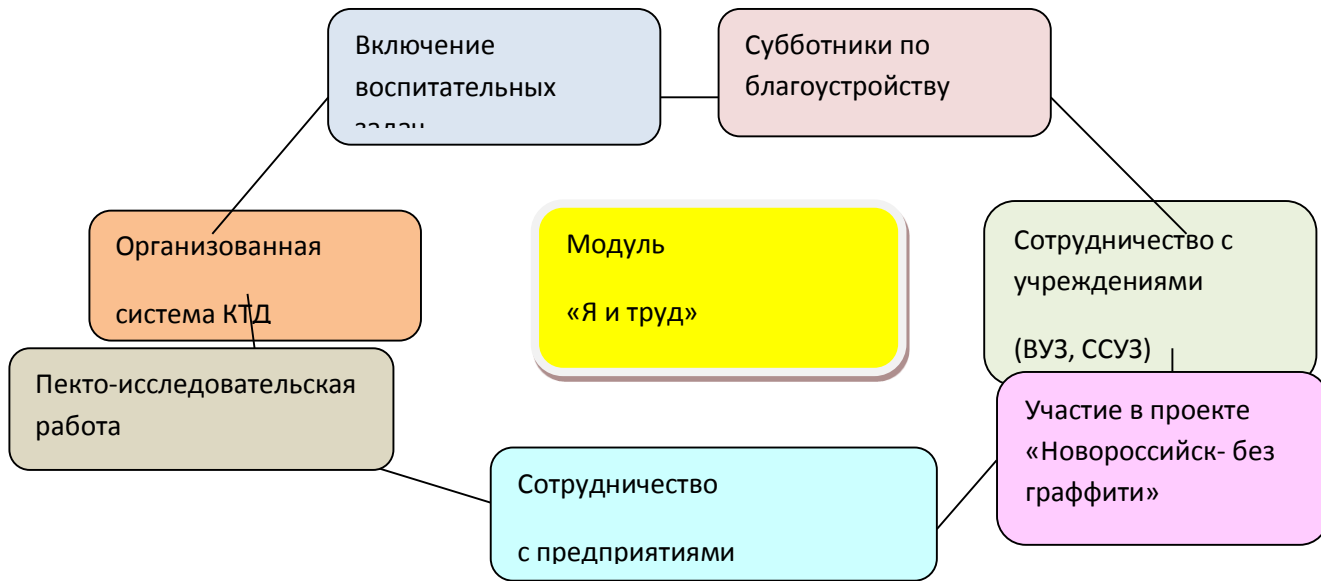 Включение
воспитательных
задач
Субботники по
благоустройству
Организованная
система КТД
Модуль
«Я и труд»
Сотрудничество с
учреждениями
(ВУЗ, ССУЗ)
Пекто-исследовательская
работа
Сотрудничество
с предприятиями
Участие в проекте
«Новороссийск- без
граффити»